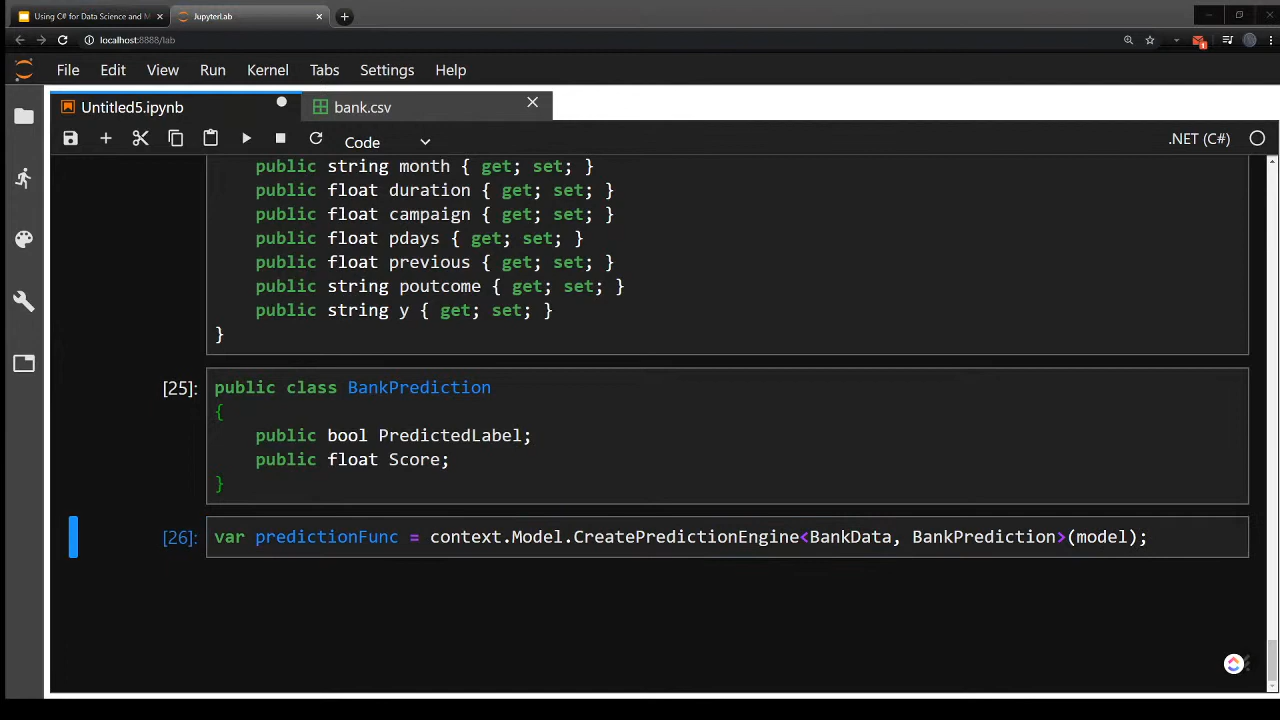 Using C# for Data Science and M
JupyterLab
localhost:8888/lab
File Edit View Run Kernel Tabs Settings Help
Untitled5.ipynb
bank.csv
Code
.NET (C#)
public string month { get; set; }
public float duration { get; set; }
public float campaign { get; set; }
public float pdays { get; set; }
public float previous { get; set; }
public string poutcome { get; set; }
public string y { get; set; }
}
[25]: public class BankPrediction
{
public bool PredictedLabel;
public float Score;
}
[26]: var predictionFunc = context.Model.CreatePredictionEngine<BankData, BankPrediction>(model);